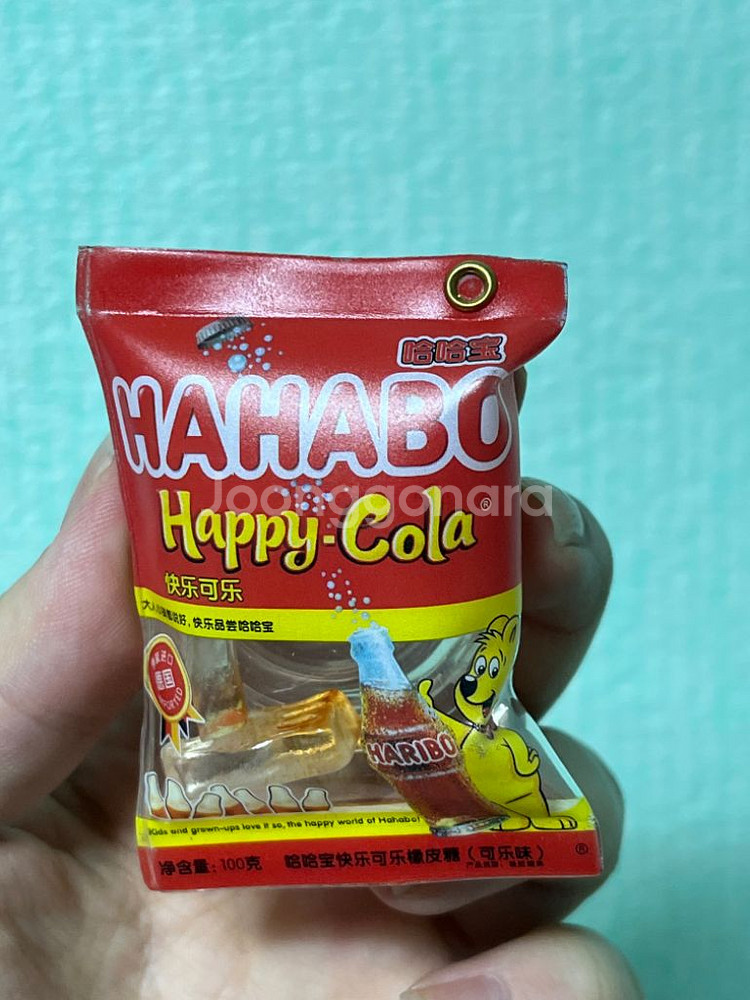 哈哈宝
HAHABO
Joonggonara
Happy-Cola®
快乐可乐
快乐品尝哈哈宝
IMPORTED
HARIBO
Kids and grown-ups love it so, the happy world of Hahabo!
净含量: 100克 哈哈宝快乐可乐橡皮糖（可乐味） ®